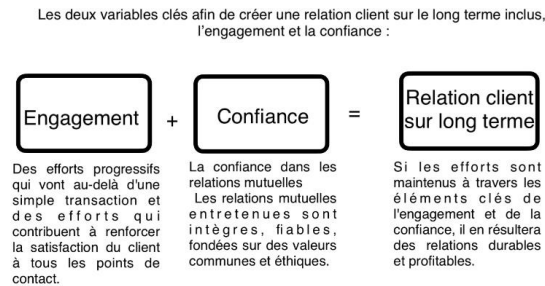 Les deux variables clés afin de créer une relation client sur le long terme inclus,
l'engagement et la confiance :
Engagement
+
Confiance
=
Relation client
sur long terme
Des efforts progressifs
qui vont au-delà d'une
simple transaction et
des efforts qui
contribuent à renforcer
la satisfaction du client
à tous les points de
contact.
La confiance dans les
relations mutuelles
Les relations mutuelles
entretenues sont
intègres, fiables,
fondées sur des valeurs
communes et éthiques.
Si les efforts sont
maintenus à travers les
éléments clés de
l'engagement et de la
confiance, il en résultera
des relations durables
et profitables.